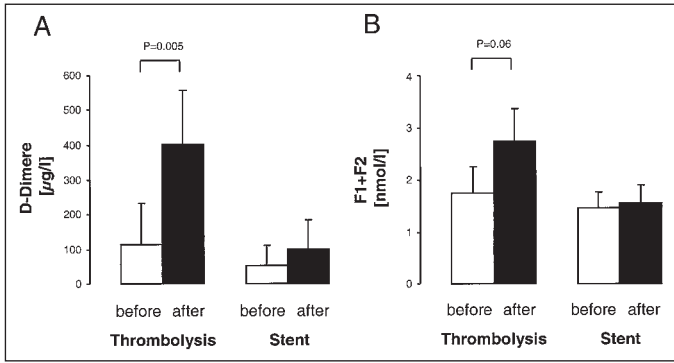 A
P=0.005
600
500
400
300
200
100
0
D-Dimere
[µg/l]
before after before after
Thrombolysis Stent
B
P=0.06
4
3
2
1
0
F1+F2
[nmol/l]
before after before after
Thrombolysis Stent